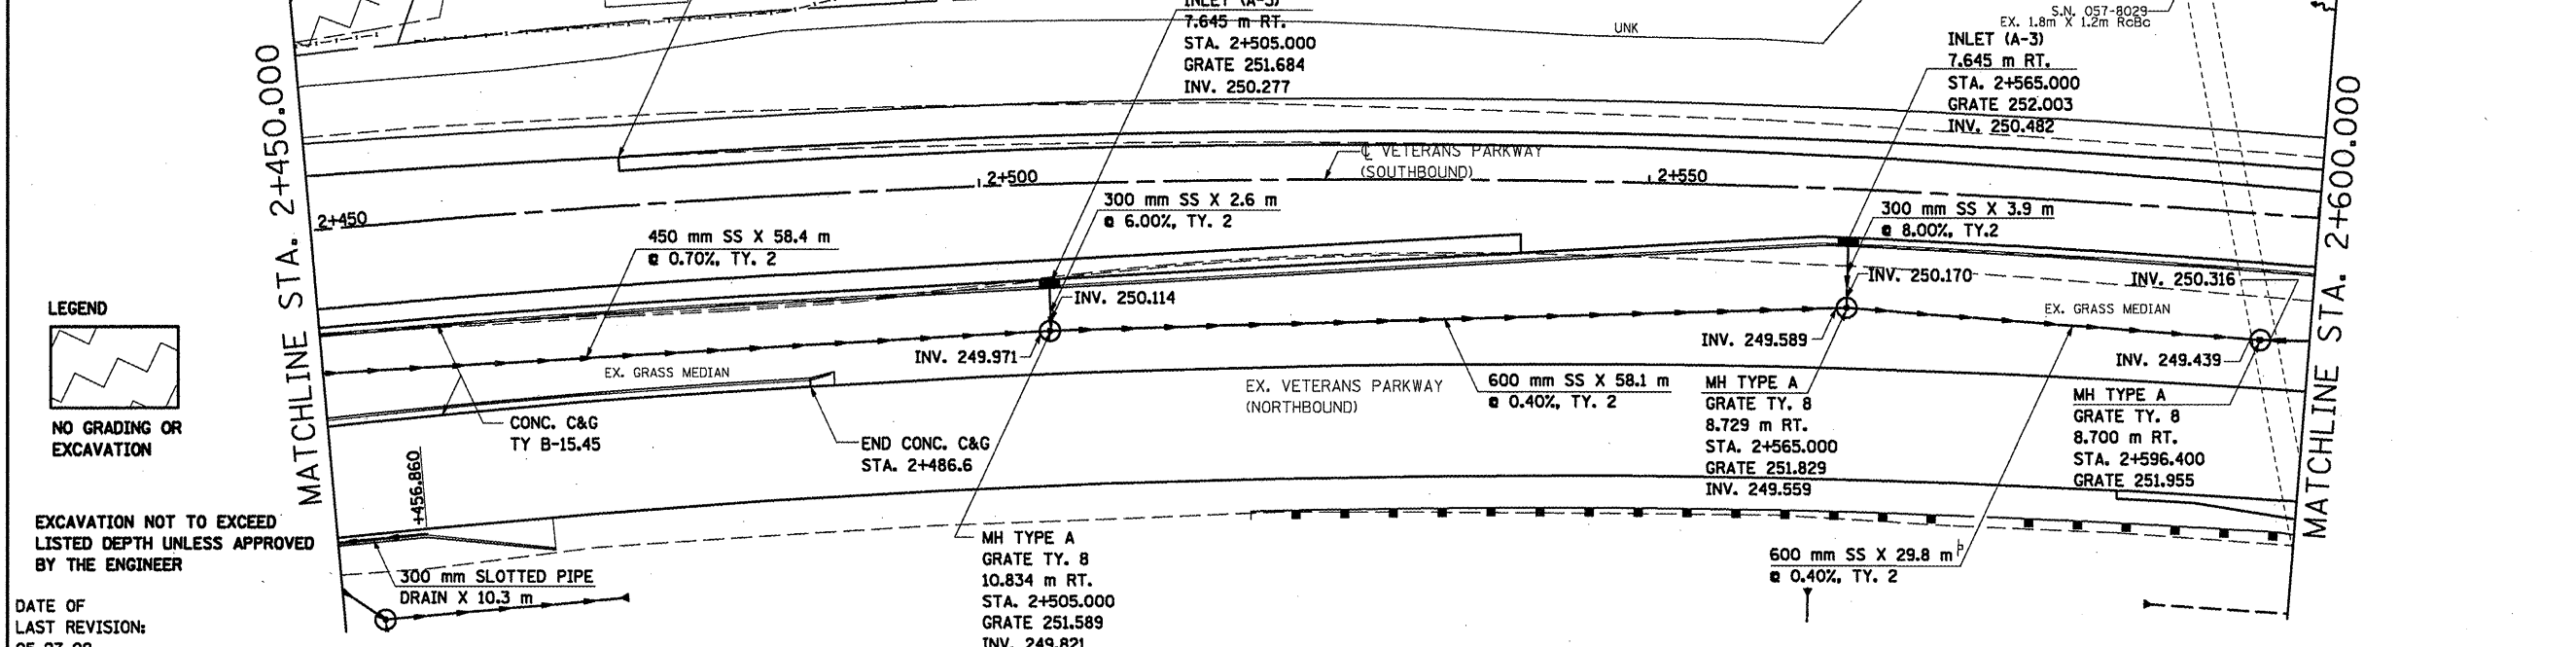 INLET (A-3)
7.645 m RT.
STA. 2+505.000
GRATE 251.684
INV. 250.277
UNK
S.N. 057-8029
EX. 1.8m X 1.2m RcBc
INLET (A-3)
7.645 m RT.
STA. 2+565.000
GRATE 252.003
INV. 250.482
MATCHLINE STA. 2+450.000
MATCHLINE STA. 2+600.000
℄ VETERANS PARKWAY
(SOUTHBOUND)
2+450
2+500
2+550
300 mm SS X 2.6 m
@ 6.00%, TY. 2
300 mm SS X 3.9 m
@ 8.00%, TY.2
450 mm SS X 58.4 m
@ 0.70%, TY. 2
INV. 250.114
INV. 250.170
INV. 250.316
EX. GRASS MEDIAN
INV. 249.971
INV. 249.589
INV. 249.439
EX. GRASS MEDIAN
LEGEND
NO GRADING OR
EXCAVATION
CONC. C&G
TY B-15.45
END CONC. C&G
STA. 2+486.6
EX. VETERANS PARKWAY
(NORTHBOUND)
600 mm SS X 58.1 m
@ 0.40%, TY. 2
MH TYPE A
GRATE TY. 8
8.729 m RT.
STA. 2+565.000
GRATE 251.829
INV. 249.559
MH TYPE A
GRATE TY. 8
8.700 m RT.
STA. 2+596.400
GRATE 251.955
+456.860
EXCAVATION NOT TO EXCEED
LISTED DEPTH UNLESS APPROVED
BY THE ENGINEER
300 mm SLOTTED PIPE
DRAIN X 10.3 m
MH TYPE A
GRATE TY. 8
10.834 m RT.
STA. 2+505.000
GRATE 251.589
INV. 249.821
600 mm SS X 29.8 m
@ 0.40%, TY. 2
DATE OF
LAST REVISION: